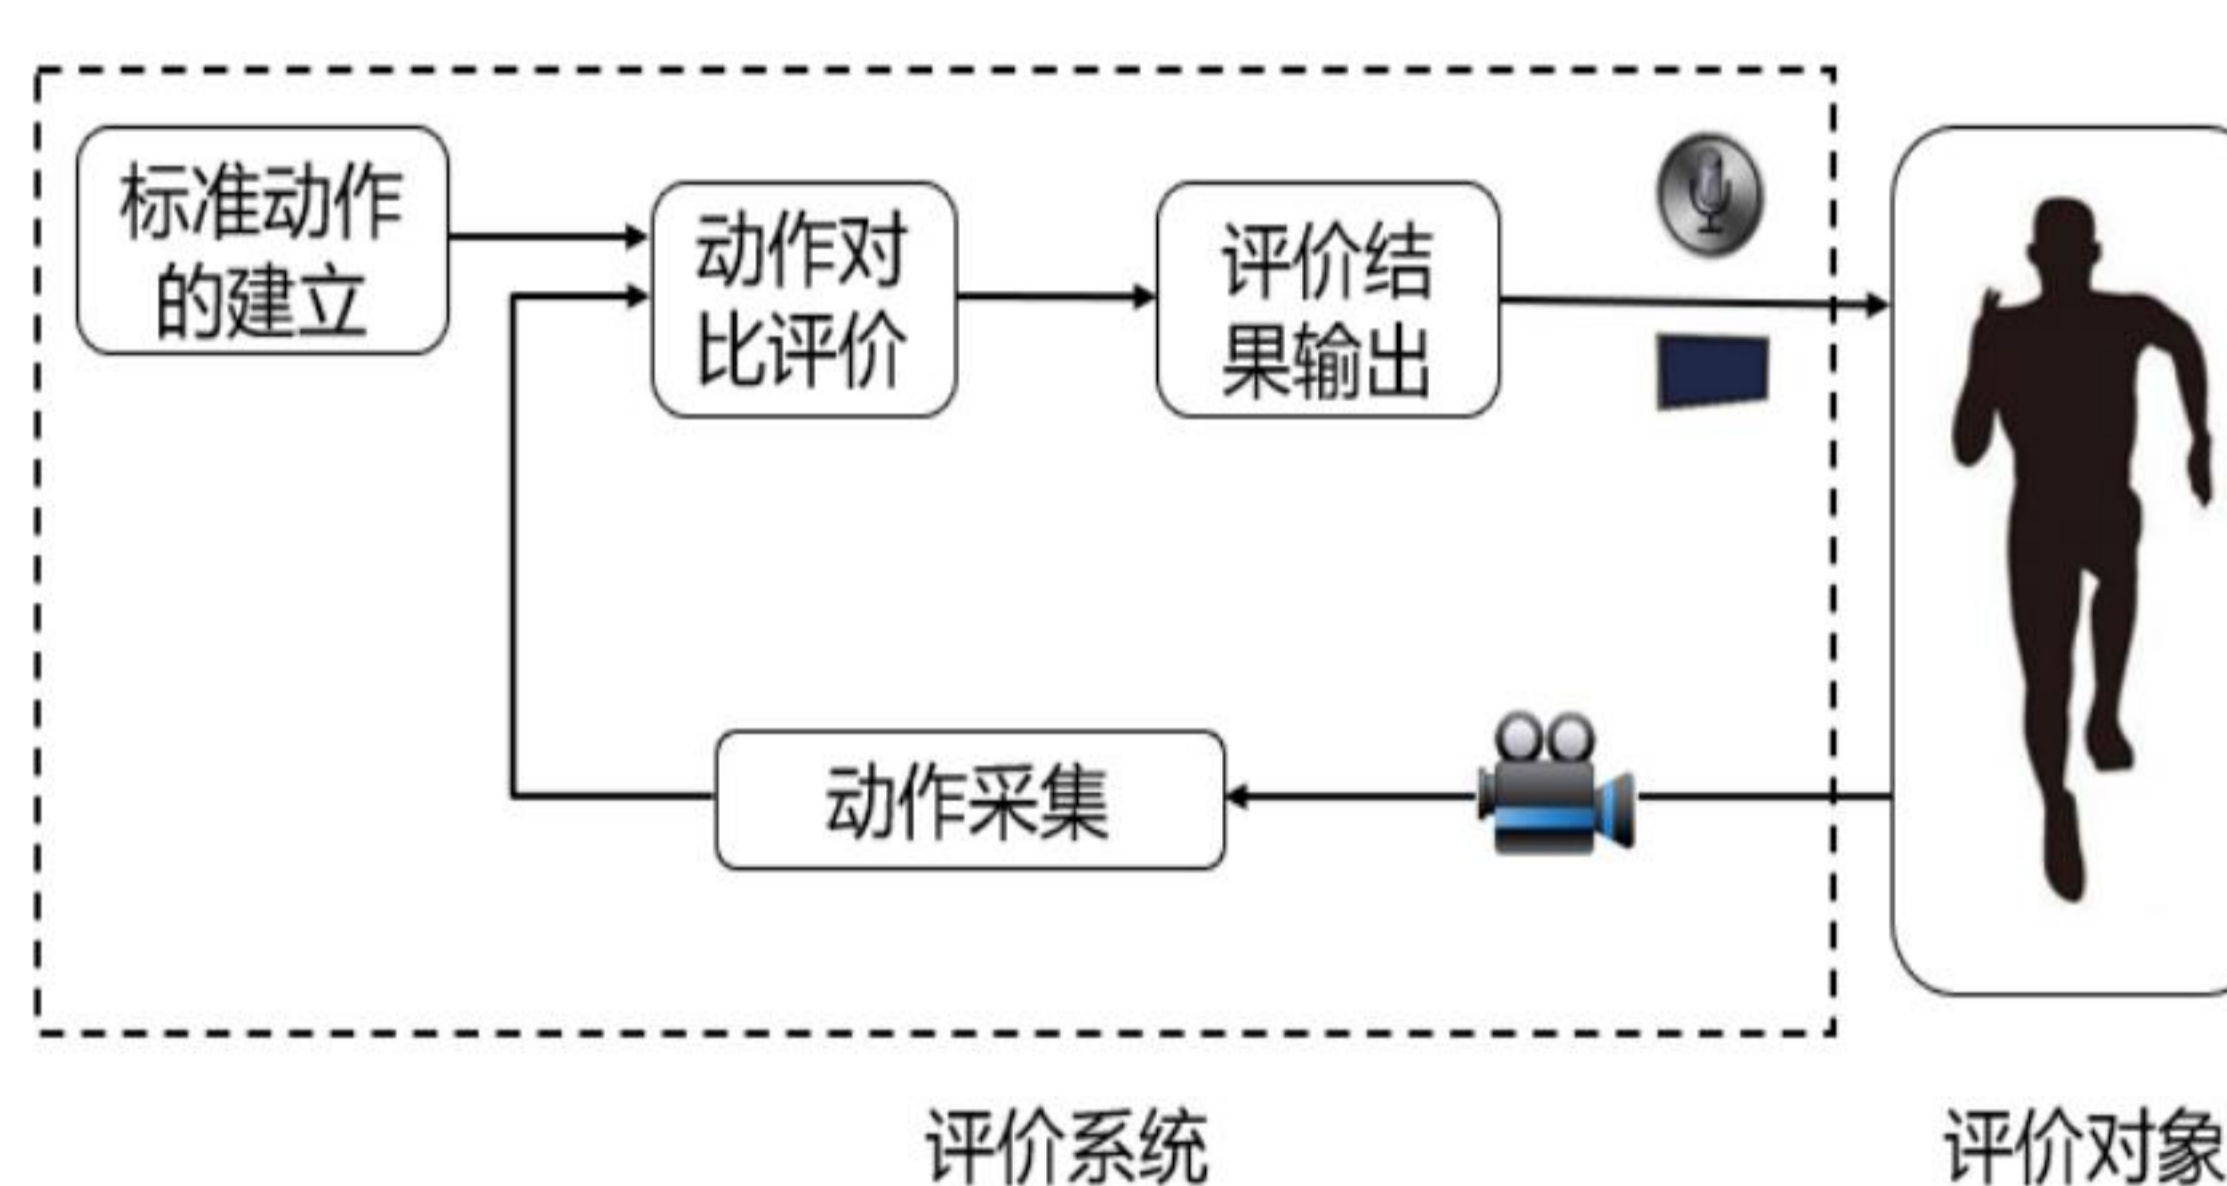 标准动作
的建立
动作对
比评价
评价结
果输出
动作采集
评价系统
评价对象